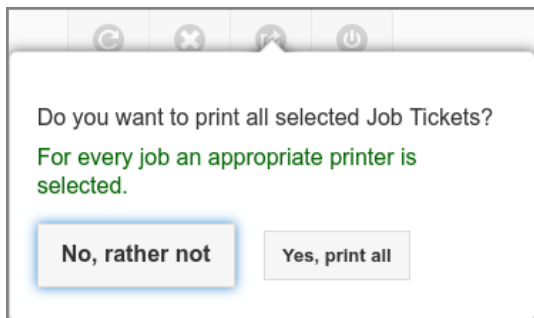 Do you want to print all selected Job Tickets?
For every job an appropriate printer is
selected.
No, rather not
Yes, print all